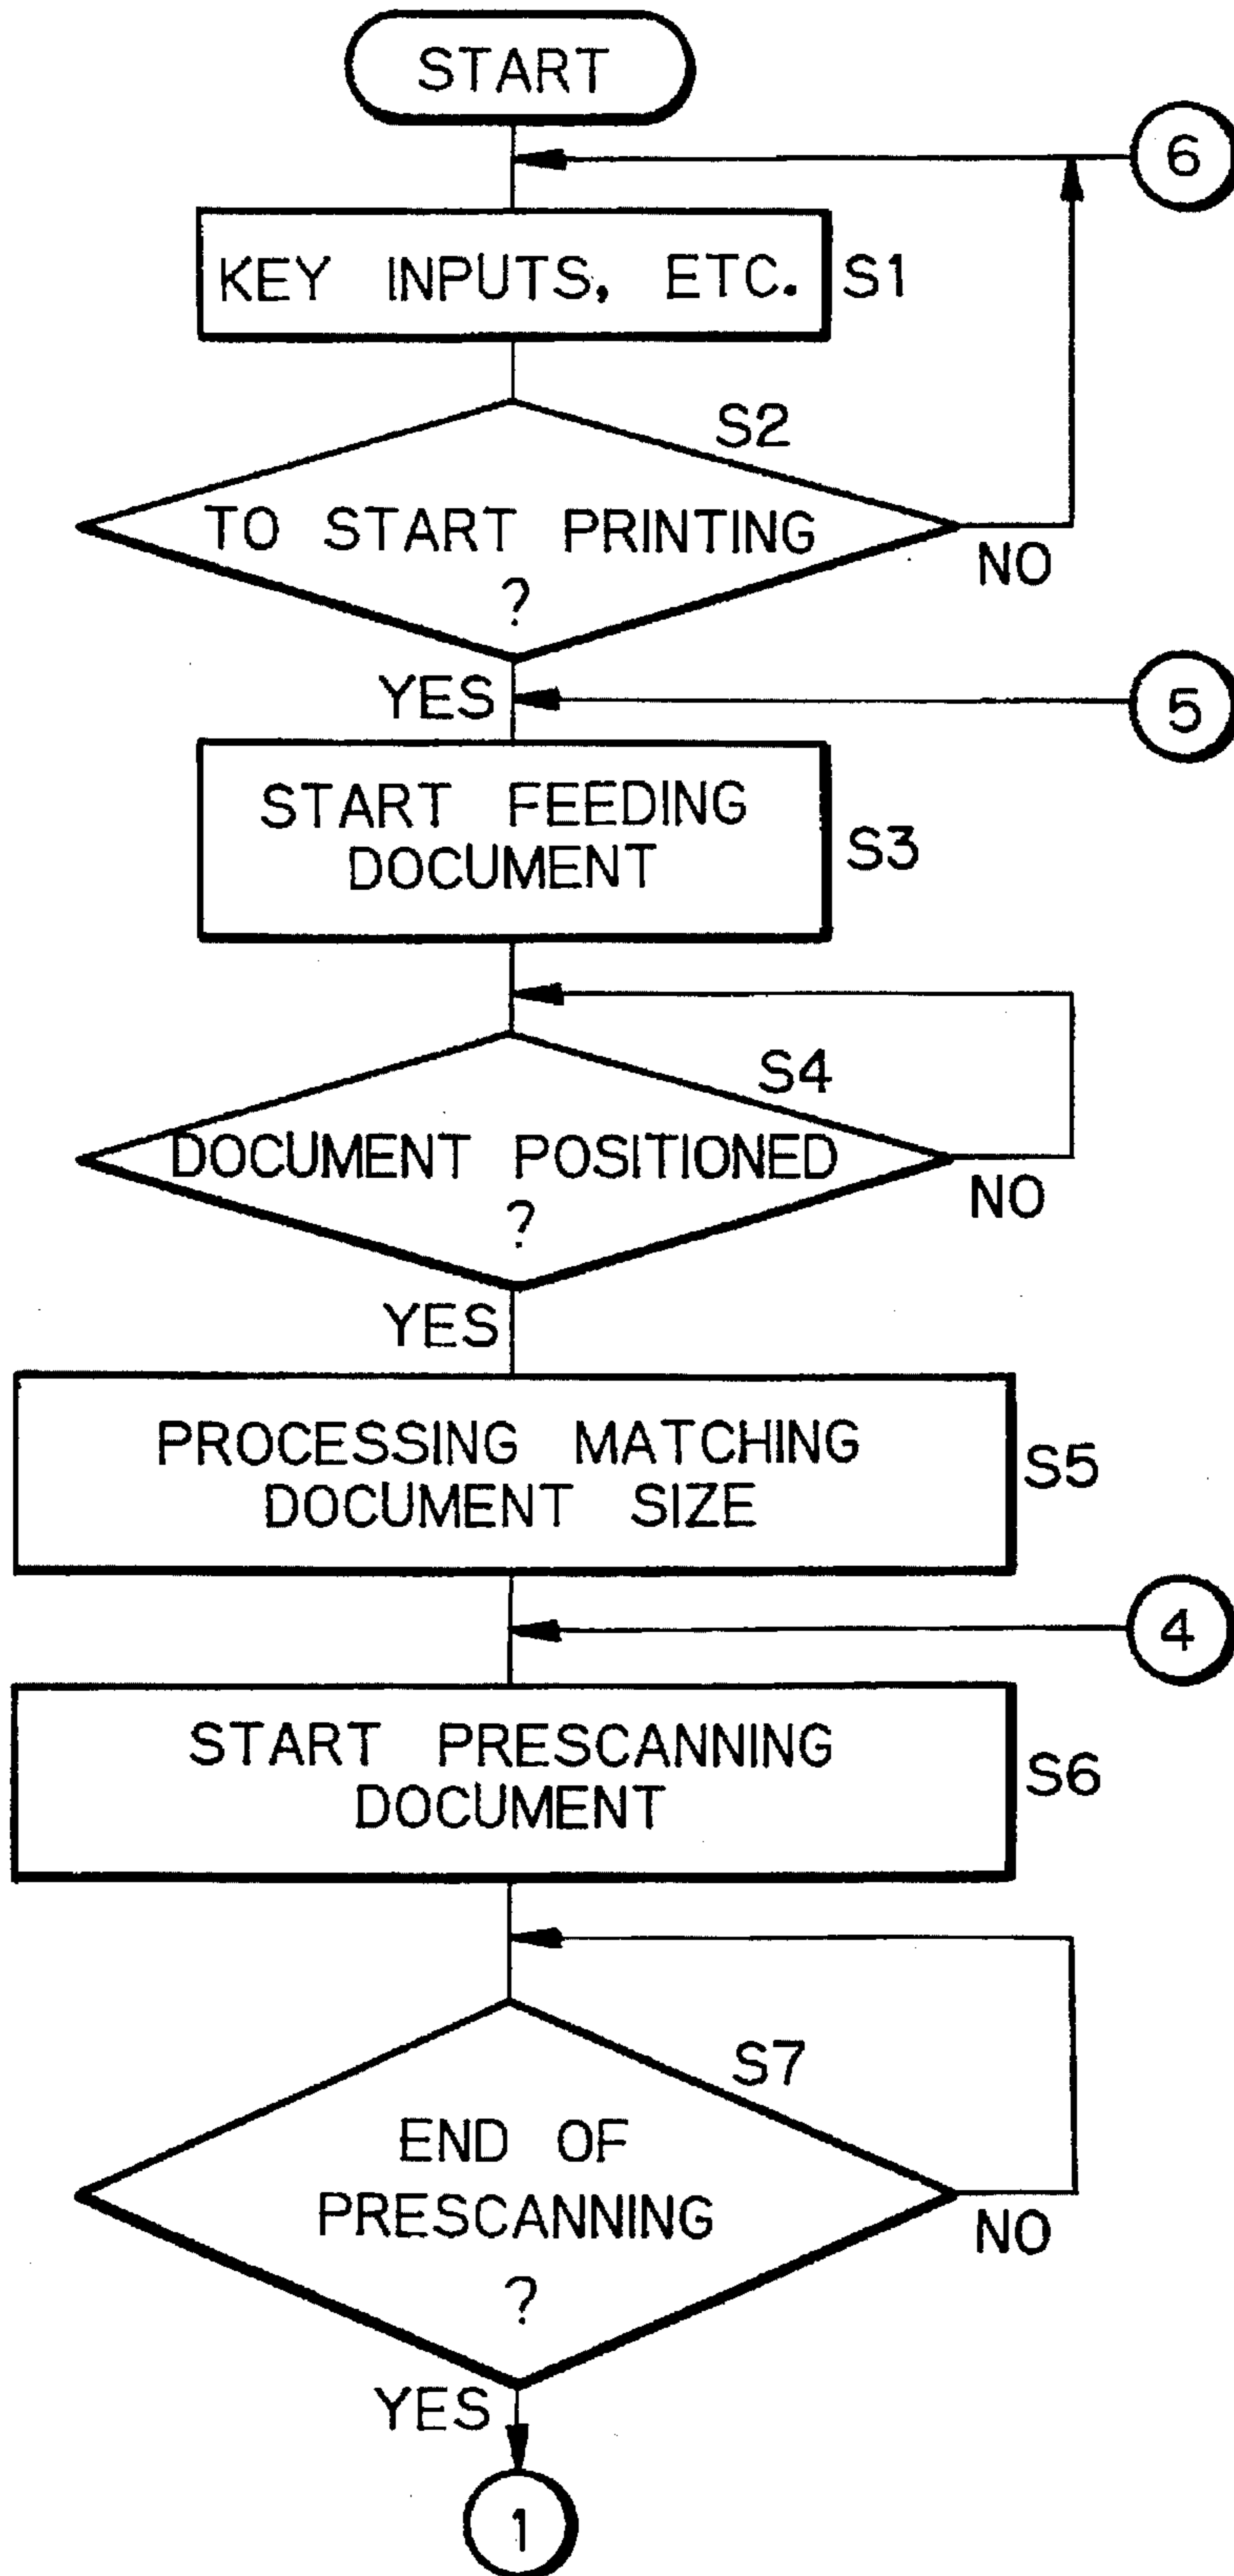 START
6
KEY INPUTS, ETC. S1
S2
TO START PRINTING
?
NO
YES
5
START FEEDING
DOCUMENT
S3
S4
DOCUMENT POSITIONED
?
NO
YES
PROCESSING MATCHING
DOCUMENT SIZE
S5
4
START PRESCANNING
DOCUMENT
S6
S7
END OF
PRESCANNING
?
NO
YES
1